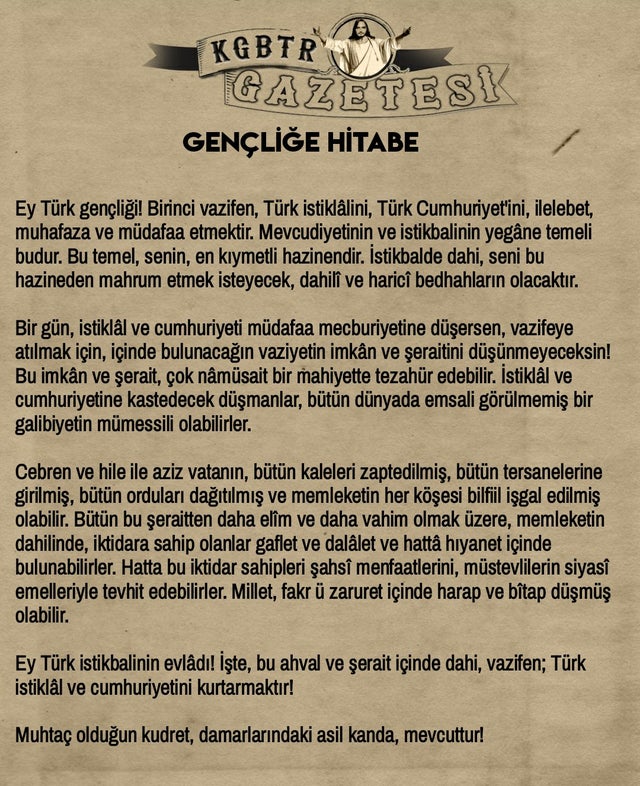 KGBTR
GAZETESİ
GENÇLİĞE HİTABE
Ey Türk gençliği! Birinci vazifen, Türk istiklâlini, Türk Cumhuriyet'ini, ilelebet,
muhafaza ve müdafaa etmektir. Mevcudiyetinin ve istikbalinin yegâne temeli
budur. Bu temel, senin, en kıymetli hazinendir. İstikbalde dahi, seni bu
hazineden mahrum etmek isteyecek, dahilî ve haricî bedhahların olacaktır.
Bir gün, istiklâl ve cumhuriyeti müdafaa mecburiyetine düşersen, vazifeye
atılmak için, içinde bulunacağın vaziyetin imkân ve şeraitini düşünmeyeceksin!
Bu imkân ve şerait, çok nâmüsait bir mahiyette tezahür edebilir. İstiklâl ve
cumhuriyetine kastedecek düşmanlar, bütün dünyada emsali görülmemiş bir
galibiyetin mümessili olabilirler.
Cebren ve hile ile aziz vatanın, bütün kaleleri zaptedilmiş, bütün tersanelerine
girilmiş, bütün orduları dağıtılmış ve memleketin her köşesi bilfiil işgal edilmiş
olabilir. Bütün bu şeraitten daha elîm ve daha vahim olmak üzere, memleketin
dahilinde, iktidara sahip olanlar gaflet ve dalâlet ve hattâ hıyanet içinde
bulunabilirler. Hatta bu iktidar sahipleri şahsî menfaatlerini, müstevlilerin siyasî
emelleriyle tevhit edebilirler. Millet, fakr ü zaruret içinde harap ve bîtap düşmüş
olabilir.
Ey Türk istikbalinin evlâdı! İşte, bu ahval ve şerait içinde dahi, vazifen; Türk
istiklâl ve cumhuriyetini kurtarmaktır!
Muhtaç olduğun kudret, damarlarındaki asil kanda, mevcuttur!